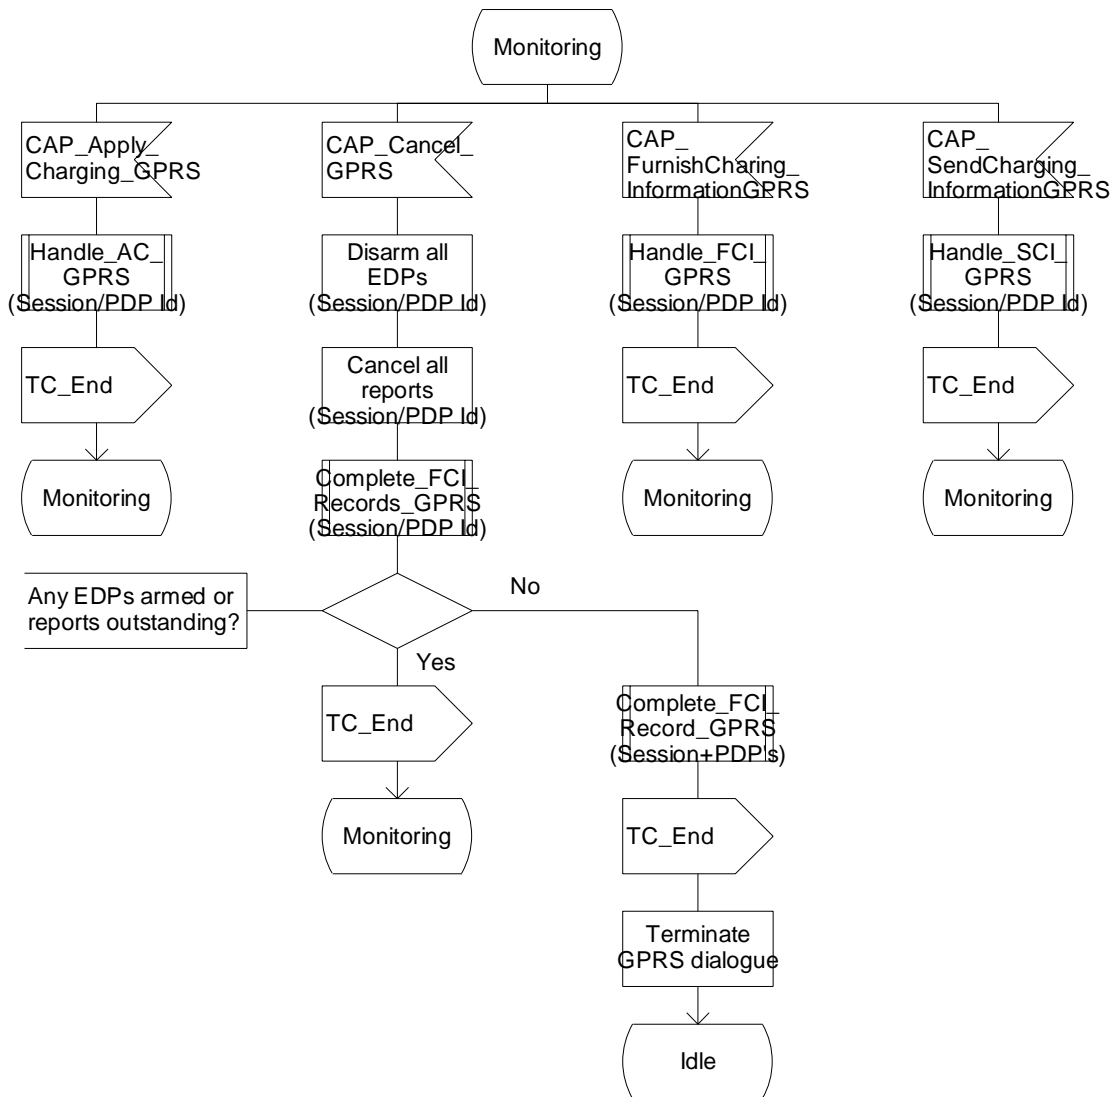 Monitoring
CAP_Apply_
Charging_GPRS
CAP_Cancel_
GPRS
CAP_
FurnishCharing_
InformationGPRS
CAP_
SendCharging_
InformationGPRS
Handle_AC_
GPRS
(Session/PDP Id)
Disarm all
EDPs
(Session/PDP Id)
Handle_FCI_
GPRS
(Session/PDP Id)
Handle_SCI_
GPRS
(Session/PDP Id)
TC_End
Cancel all
reports
(Session/PDP Id)
TC_End
TC_End
Monitoring
Complete_FCI_
Records_GPRS
(Session/PDP Id)
Monitoring
Monitoring
Any EDPs armed or
reports outstanding?
No
Yes
TC_End
Complete_FCI_
Record_GPRS
(Session+PDP's)
Monitoring
TC_End
Terminate
GPRS dialogue
Idle